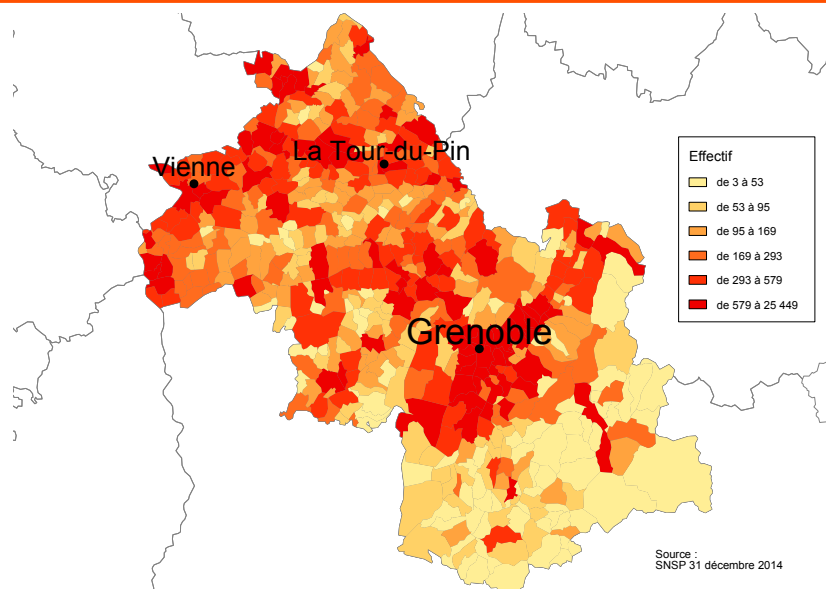 La Tour-du-Pin
Vienne
Effectif
de 3 à 53
de 53 à 95
de 95 à 169
de 169 à 293
de 293 à 579
de 579 à 25 449
Grenoble
Source :
SNSP 31 décembre 2014